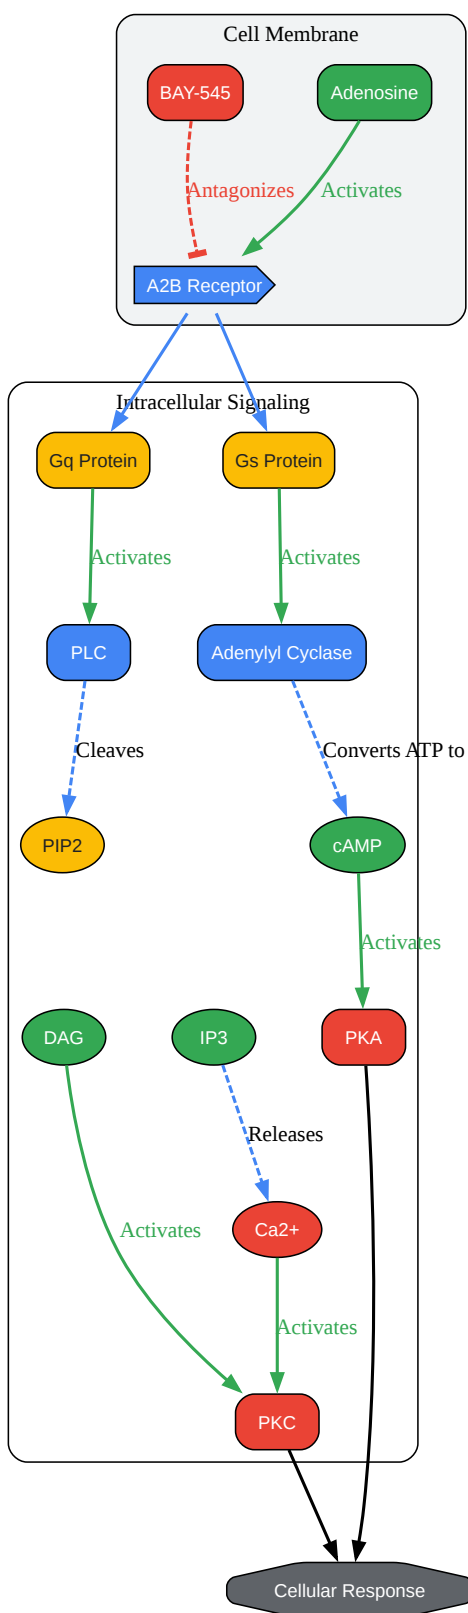 Cell Membrane
BAY-545
Adenosine
Antagonizes
Activates
A2B Receptor
Intracellular Signaling
Gq Protein
Gs Protein
Activates
Activates
PLC
Adenylyl Cyclase
Cleaves
Converts ATP to
PIP2
cAMP
Activates
DAG
IP3
PKA
Releases
Activates
Ca2+
Activates
PKC
Cellular Response